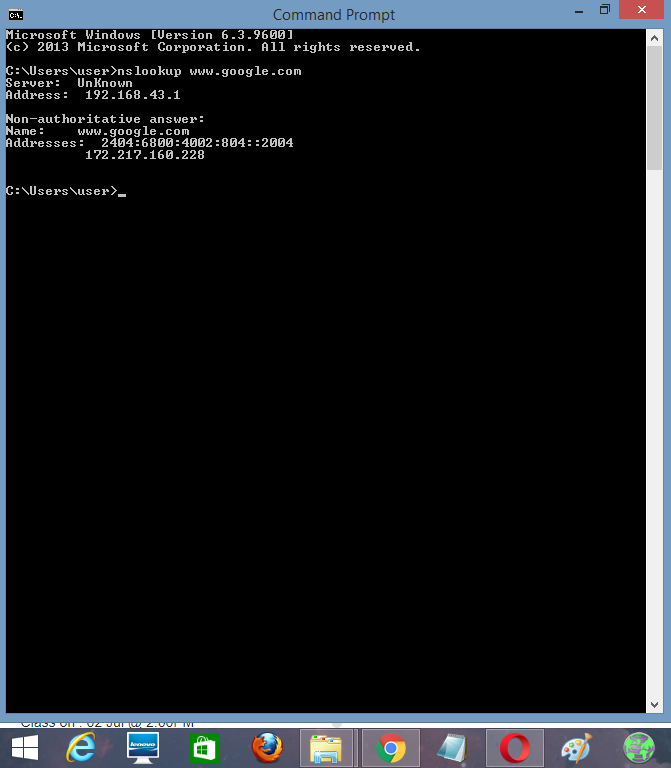 Command Prompt
Microsoft Windows [Version 6.3.9600]
(c) 2013 Microsoft Corporation. All rights reserved.
C:\Users\user>nslookup www.google.com
Server:  UnKnown
Address:  192.168.43.1
Non-authoritative answer:
Name:    www.google.com
Addresses:  2404:6800:4002:804::2004
172.217.160.228
C:\Users\user>
Class on : 02 Jul @ 2:00PM
lenovo